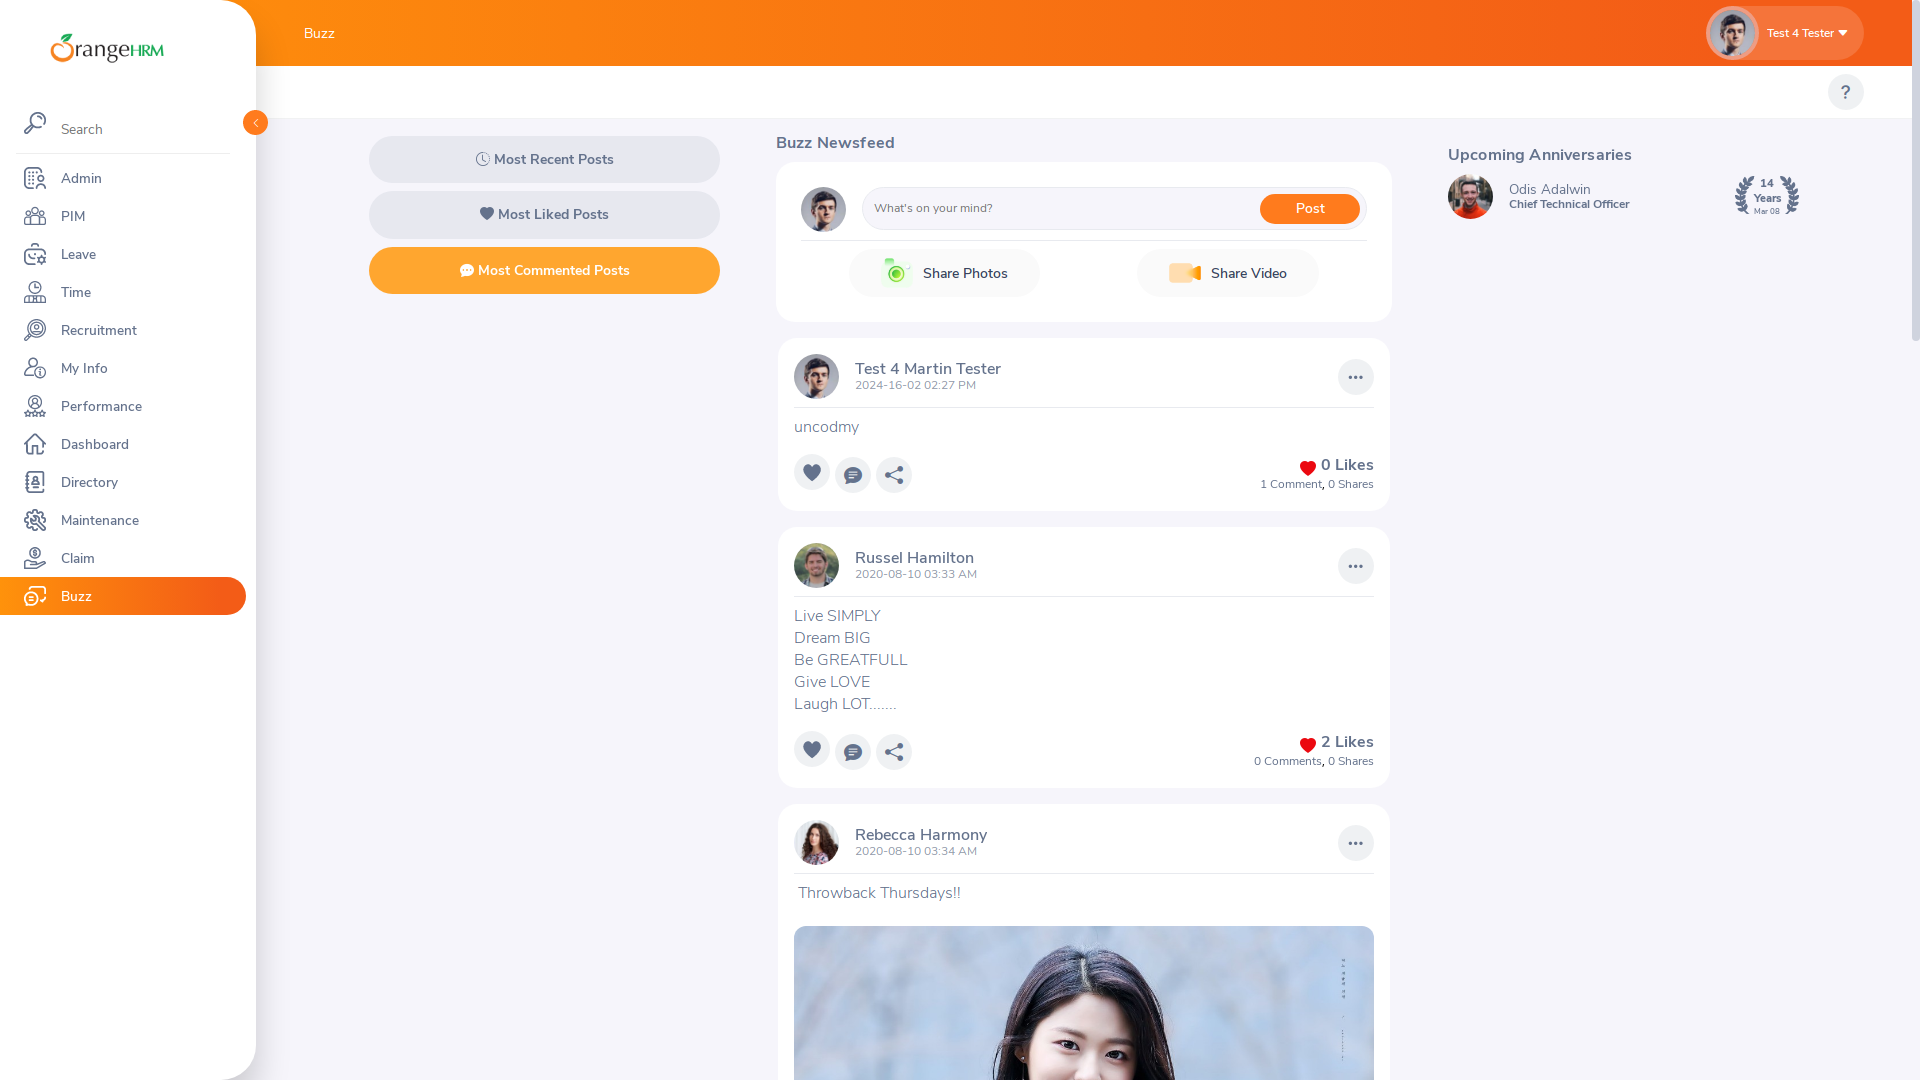 OrangeHRM
Search
Admin
PIM
Leave
Time
Recruitment
My Info
Performance
Dashboard
Directory
Maintenance
Claim
Buzz
Buzz
Test 4 Tester
?
Most Recent Posts
Most Liked Posts
Most Commented Posts
Buzz Newsfeed
What's on your mind?
Post
Share Photos
Share Video
Test 4 Martin Tester
2024-16-02 02:27 PM
uncodmy
0 Likes
1 Comment, 0 Shares
Russel Hamilton
2020-08-10 03:33 AM
Live SIMPLY
Dream BIG
Be GREATFULL
Give LOVE
Laugh LOT.......
2 Likes
0 Comments, 0 Shares
Rebecca Harmony
2020-08-10 03:34 AM
Throwback Thursdays!!
Upcoming Anniversaries
Odis Adalwin
Chief Technical Officer
14
Years
Mar 08